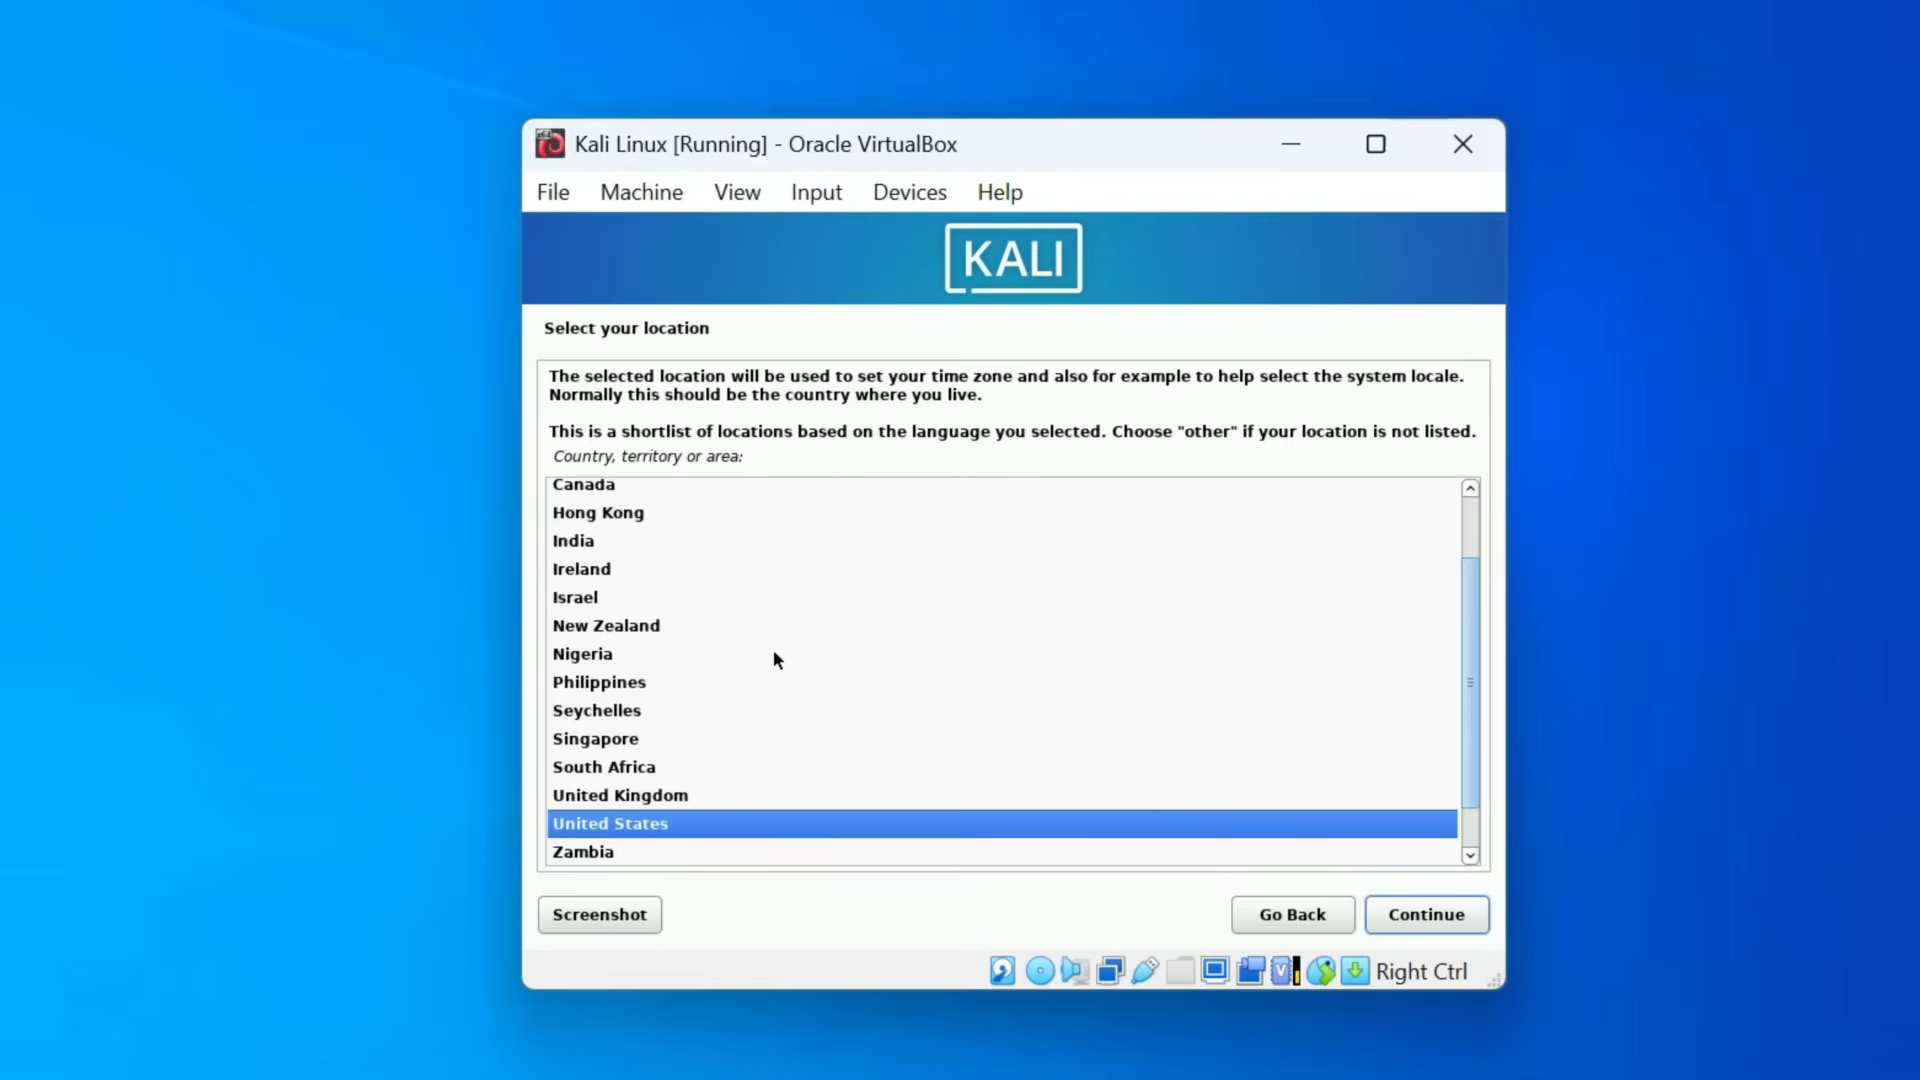 Kali Linux [Running] - Oracle VirtualBox
File Machine View Input Devices Help
KALI
Select your location
The selected location will be used to set your time zone and also for example to help select the system locale.
Normally this should be the country where you live.
This is a shortlist of locations based on the language you selected. Choose "other" if your location is not listed.
Country, territory or area:
Canada
Hong Kong
India
Ireland
Israel
New Zealand
Nigeria
Philippines
Seychelles
Singapore
South Africa
United Kingdom
United States
Zambia
Screenshot Go Back Continue
V Right Ctrl